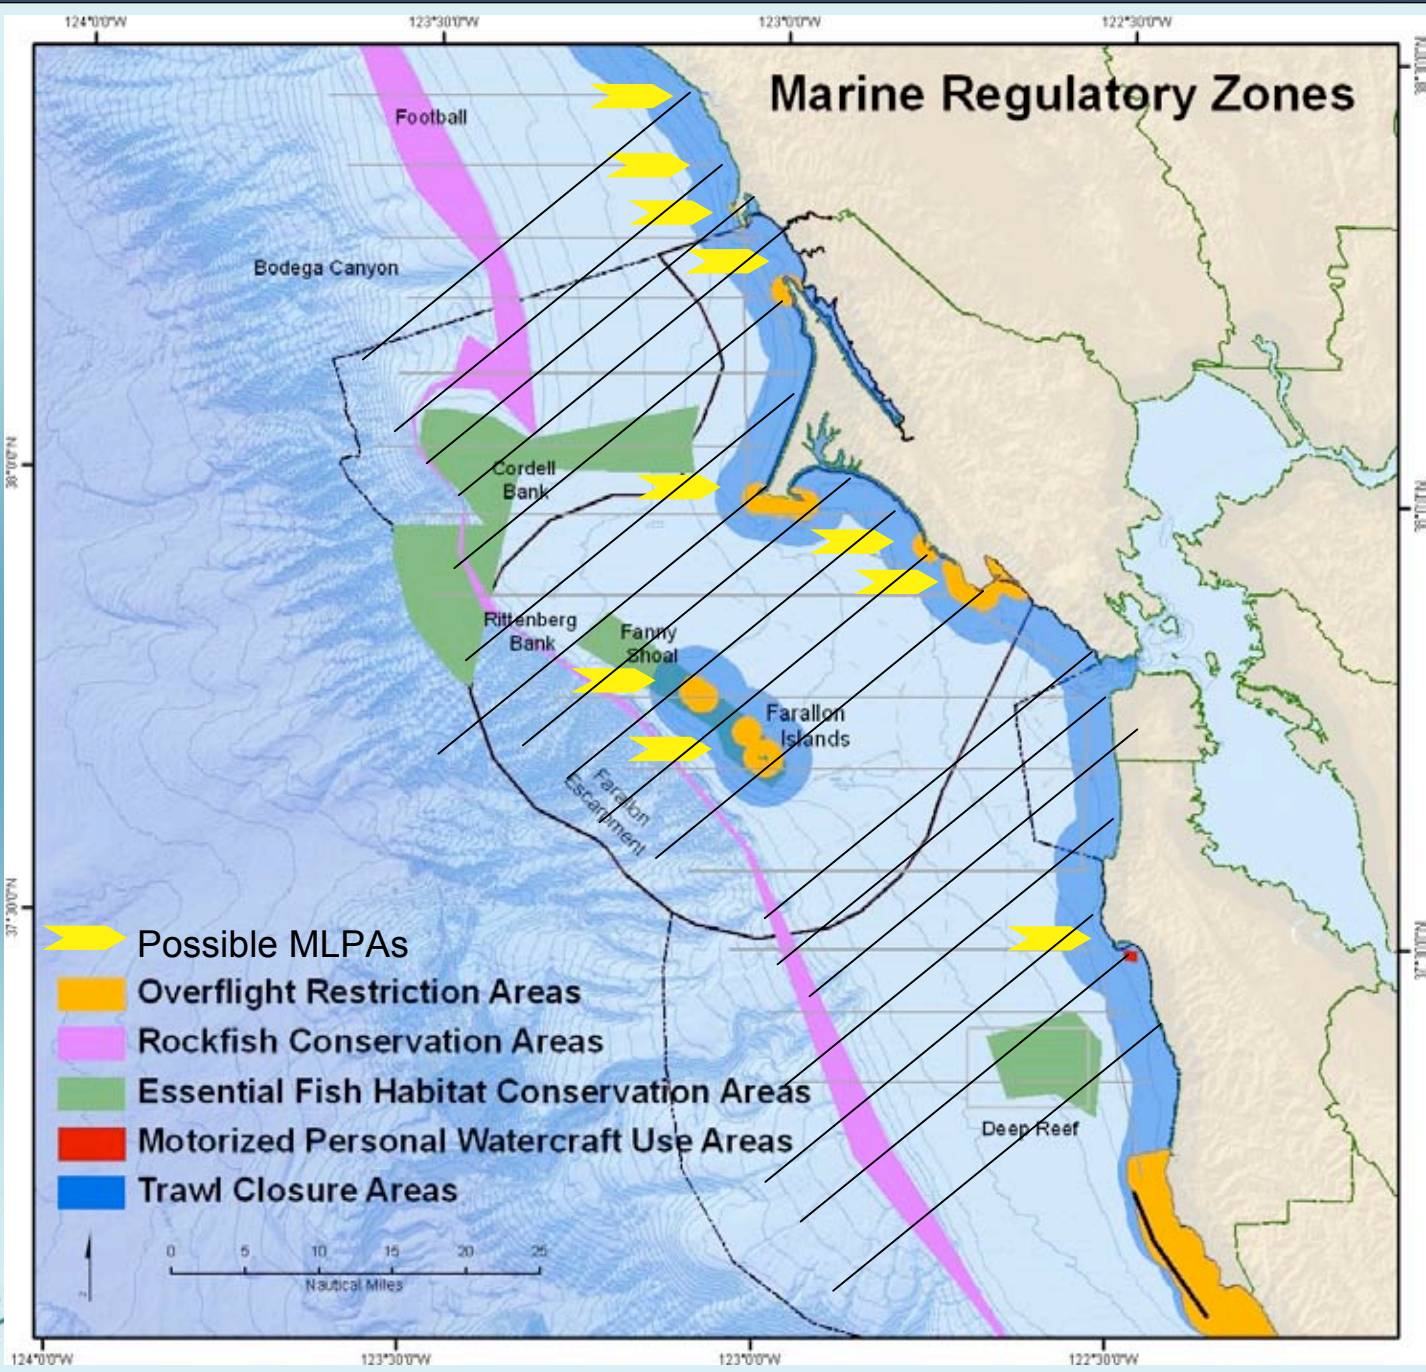 124°0'0"W
123°30'0"W
123°0'0"W
122°30'0"W
Marine Regulatory Zones
Football
Bodega Canyon
38°0'0"N
Cordell
Bank
Rittenberg
Bank
Fanny
Shoal
Farallon
Islands
Farallon
Escarpment
37°30'0"N
Possible MLPAs
Overflight Restriction Areas
Rockfish Conservation Areas
Essential Fish Habitat Conservation Areas
Motorized Personal Watercraft Use Areas
Trawl Closure Areas
Deep Reef
0 5 10 15 20 25
Nautical Miles
124°0'0"W
123°30'0"W
123°0'0"W
122°30'0"W